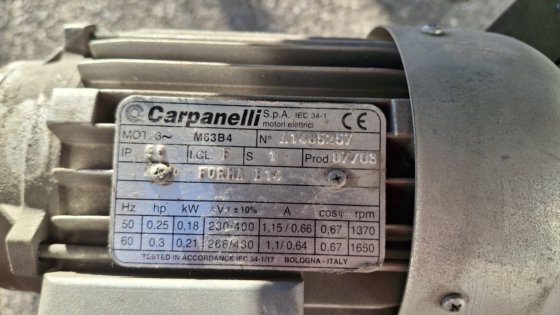 Carpanelli S.p.A. IEC 34-1
motori elettrici CE
MOT. 3~ M63B4 N°
IP I.CL. F S 1 Prod. 07/03
FORMA B14
Hz hp kW V ± 10% A cosφ rpm
50 0,25 0,18 230/400 1,15/0.66 0,67 1370
60 0.3 0,21 266/460 1,1/0.64 0.67 1650
TESTED IN ACCORDANCE IEC 34-1/17 BOLOGNA - ITALY